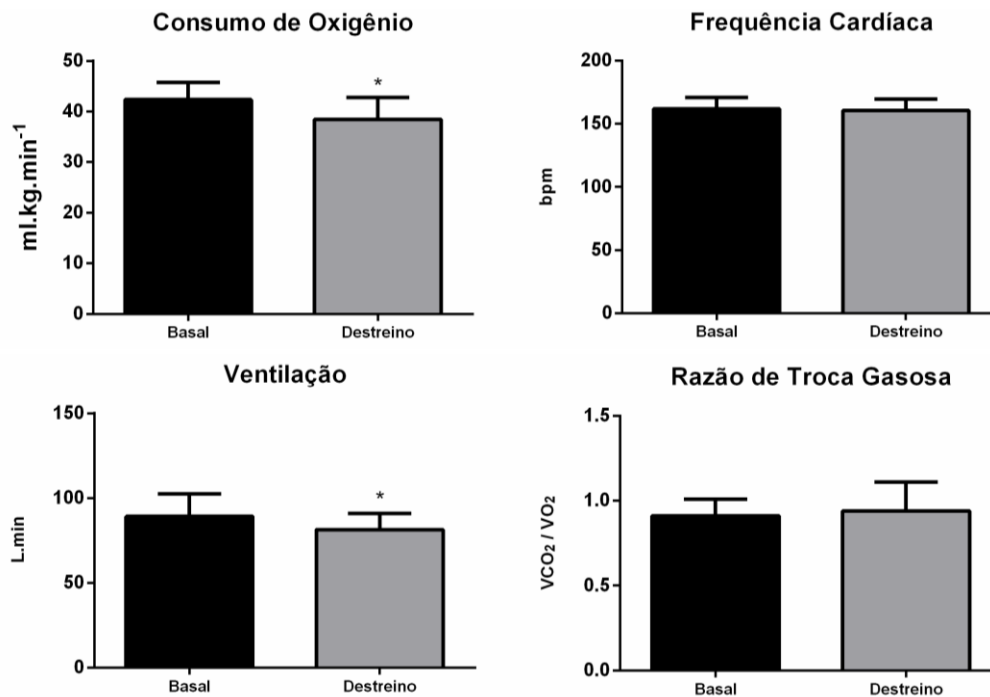 Consumo de Oxigênio
ml.kg.min⁻¹
50
40
30
20
10
0
*
Basal
Destreino
Frequência Cardíaca
bpm
200
150
100
50
0
Basal
Destreino
Ventilação
L.min
150
100
50
0
*
Basal
Destreino
Razão de Troca Gasosa
VCO₂ / VO₂
1.5
1.0
0.5
0.0
Basal
Destreino